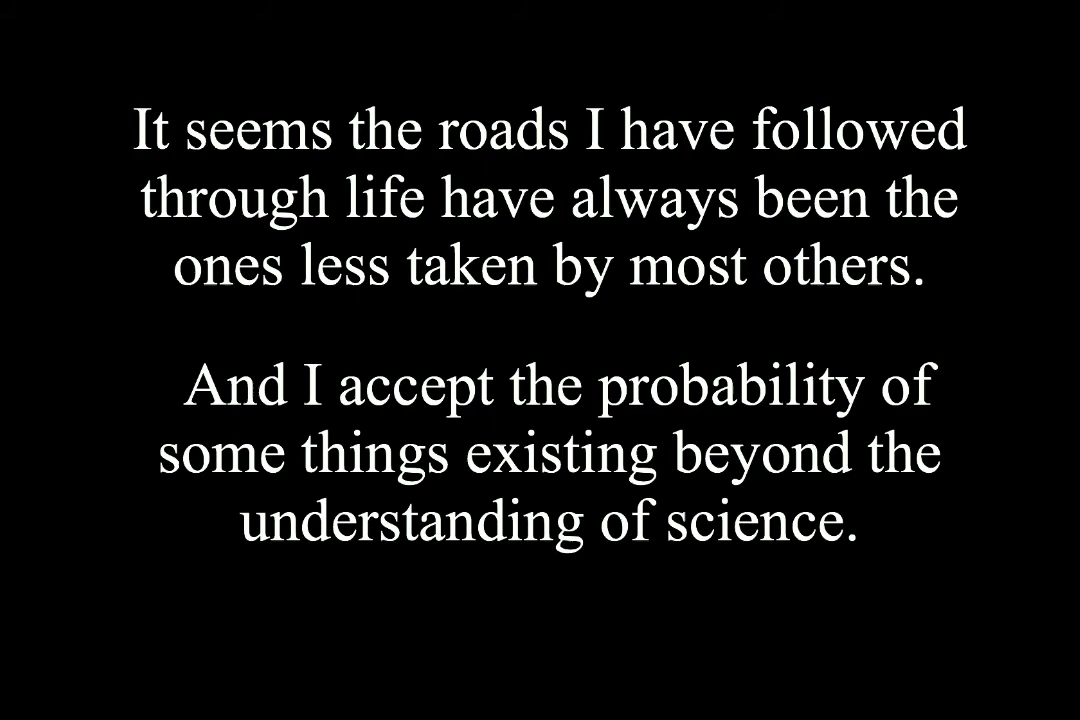 It seems the roads I have followed
through life have always been the
ones less taken by most others.
And I accept the probability of
some things existing beyond the
understanding of science.